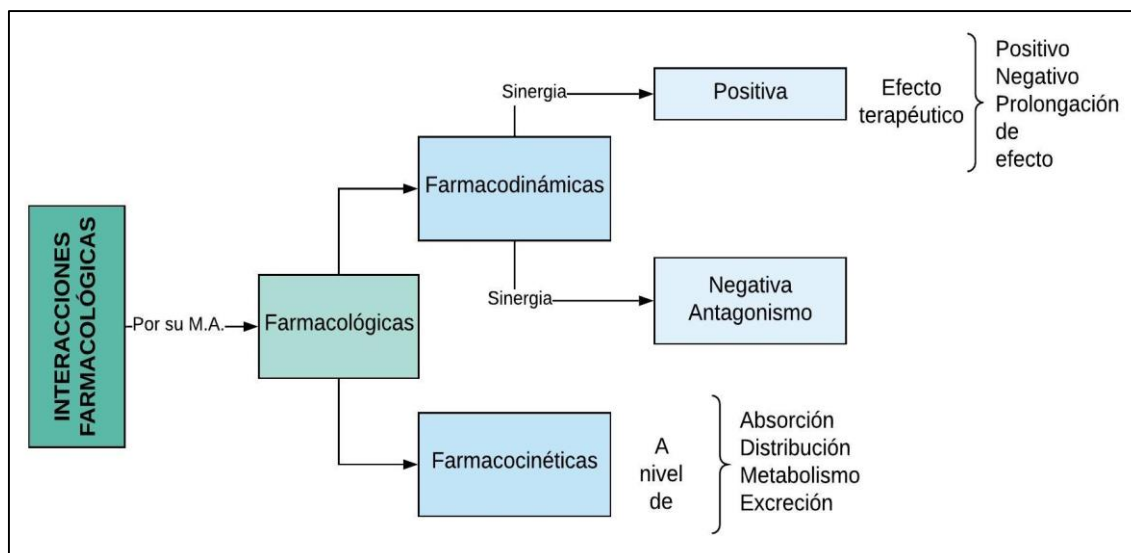 INTERACCIONES
FARMACOLÓGICAS
Por su M.A.
Farmacológicas
Farmacodinámicas
Sinergia
Positiva
Efecto
terapéutico
Positivo
Negativo
Prolongación
de
efecto
Sinergia
Negativa
Antagonismo
Farmacocinéticas
A
nivel
de
Absorción
Distribución
Metabolismo
Excreción